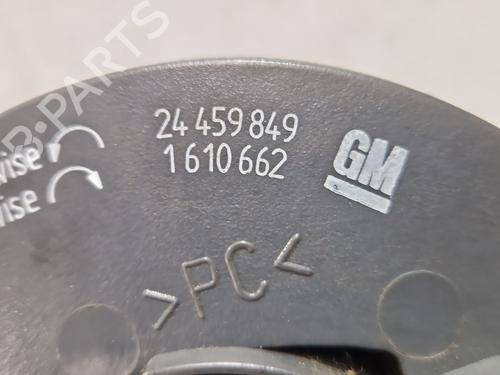 24 459 849
1 610 662
GM
wise
wise
>PC<
B-PARTS